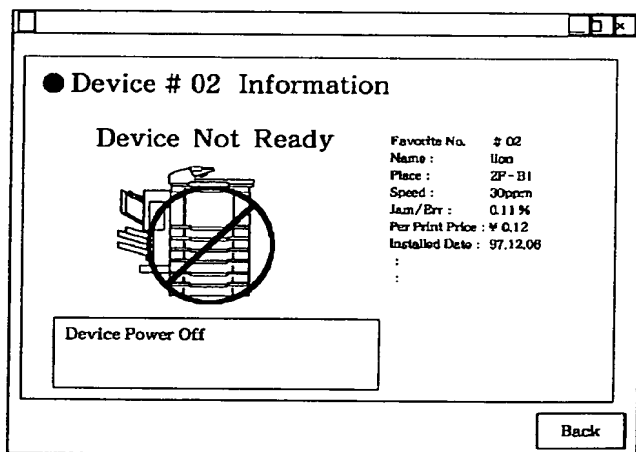 ● Device # 02 Information
Device Not Ready
Favorite No. # 02
Name : lion
Place : 2F-B1
Speed : 30ppm
Jam/Err : 0.11 %
Per Print Price : ¥ 0.12
Installed Date : 97.12.06
:
:
Device Power Off
Back